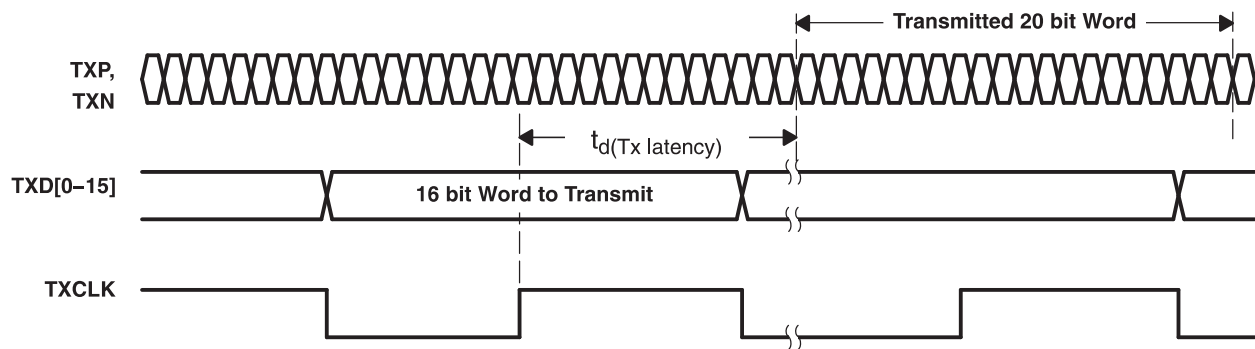 Transmitted 20 bit Word
TXP,
TXN
td(Tx latency)
TXD[0–15]
16 bit Word to Transmit
TXCLK